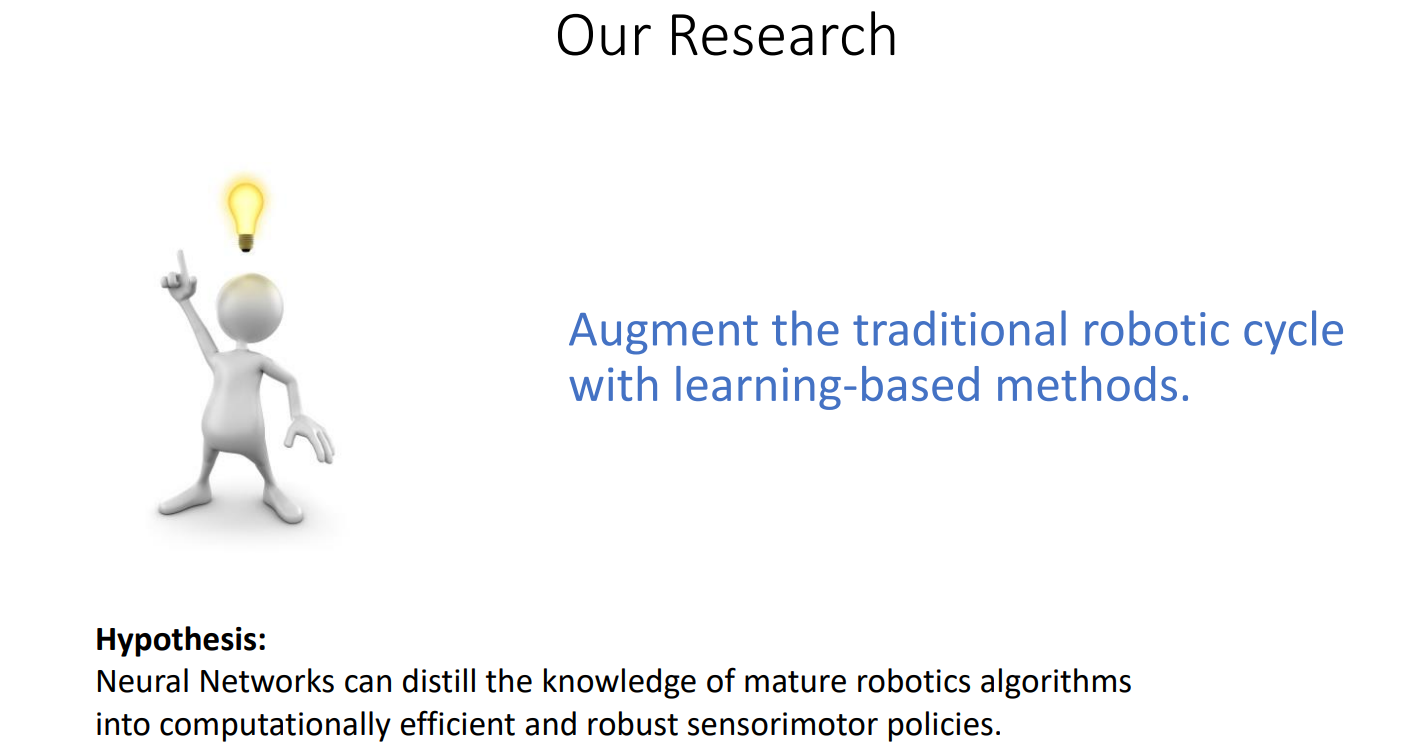 Our Research
Augment the traditional robotic cycle
with learning-based methods.
Hypothesis:
Neural Networks can distill the knowledge of mature robotics algorithms
into computationally efficient and robust sensorimotor policies.